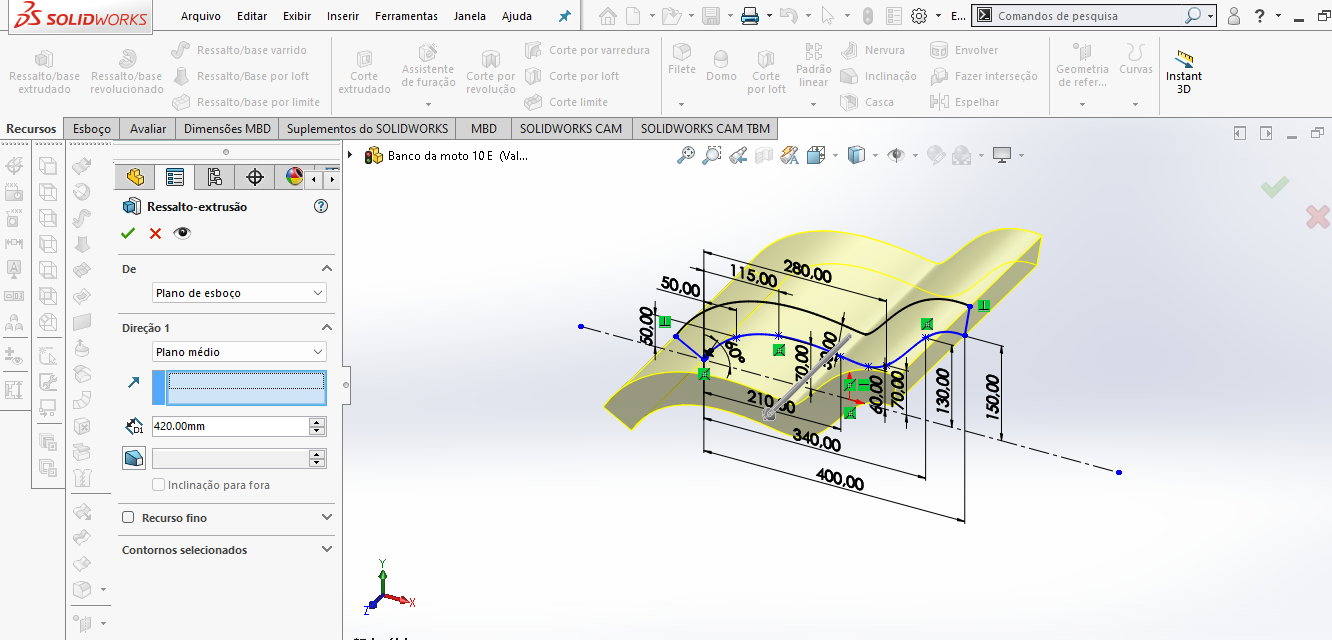 SOLIDWORKS
Arquivo Editar Exibir Inserir Ferramentas Janela Ajuda
E...
Comandos de pesquisa
Ressalto/base extrudado
Ressalto/base revolucionado
Ressalto/base varrido
Ressalto/base por loft
Ressalto/base por limite
Corte extrudado
Assistente de furação
Corte por revolução
Corte por varredura
Corte por loft
Corte limite
Filete
Domo
Corte por loft
Padrão linear
Nervura
Inclinação
Casca
Envolver
Fazer interseção
Espelhar
Geometria de refer...
Curvas
Instant 3D
Recursos Esboço Avaliar Dimensões MBD Suplementos do SOLIDWORKS MBD SOLIDWORKS CAM SOLIDWORKS CAM TBM
Banco da moto 10 E (Val...
Ressalto-extrusão
De
Plano de esboço
Direção 1
Plano médio
D1
420.00mm
Inclinação para fora
Recurso fino
Contornos selecionados
280,00
115,00
50,00
50,00
60°
70,00
210,00
60,00
70,00
130,00
150,00
340,00
400,00
Y
X
Z